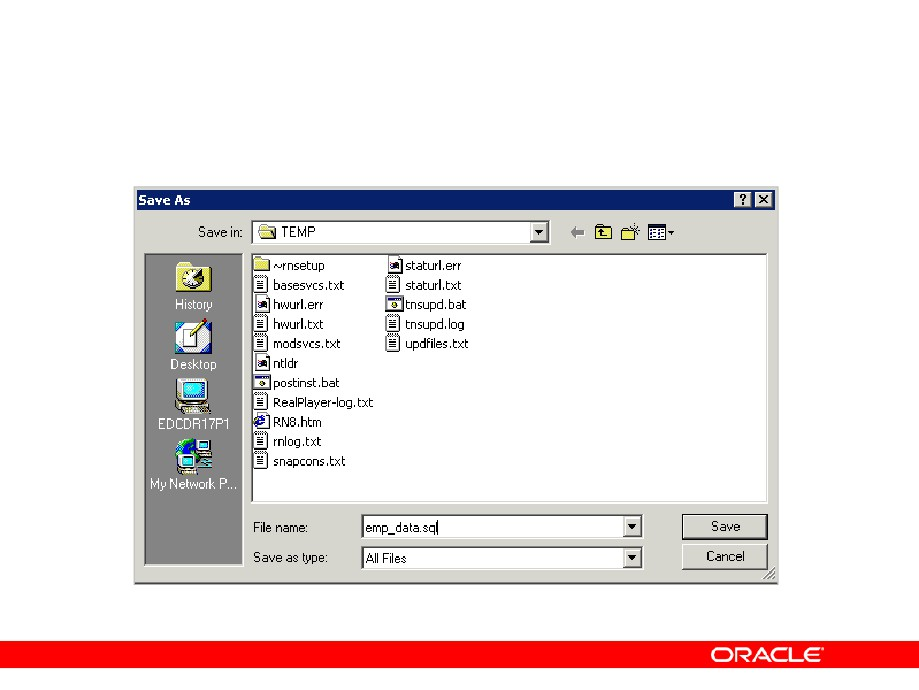 Save As
Save in:
TEMP
History
Desktop
EDCDR17P1
My Network P...
~rnsetup
basesvcs.txt
hwurl.err
hwurl.txt
modsvcs.txt
ntldr
postinst.bat
RealPlayer-log.txt
RN8.htm
rnlog.txt
snapcons.txt
staturl.err
staturl.txt
tnsupd.bat
tnsupd.log
updfiles.txt
File name:
emp_data.sql
Save
Save as type:
All Files
Cancel
ORACLE